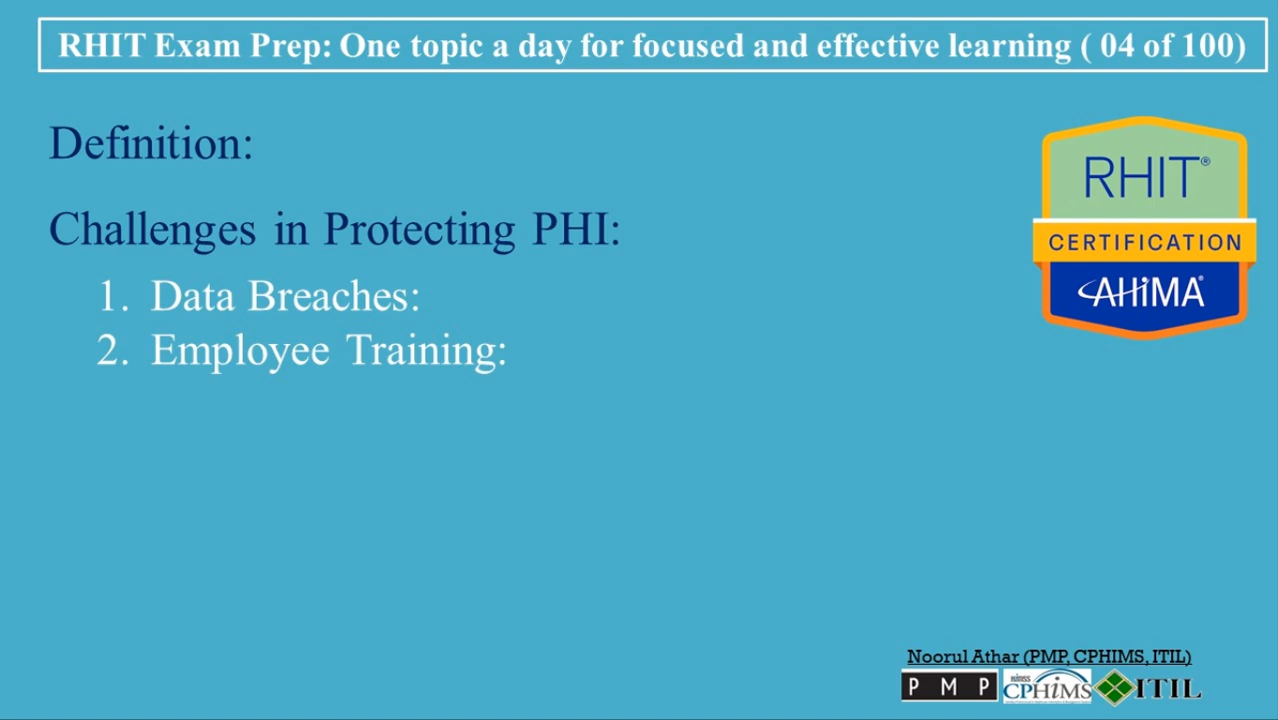 RHIT Exam Prep: One topic a day for focused and effective learning ( 04 of 100)
Definition:
Challenges in Protecting PHI:
1. Data Breaches:
2. Employee Training:
RHIT®
CERTIFICATION
AHiMA®
Noorul Athar (PMP, CPHIMS, ITIL)
P M P
himss
CPHiMS
ITIL